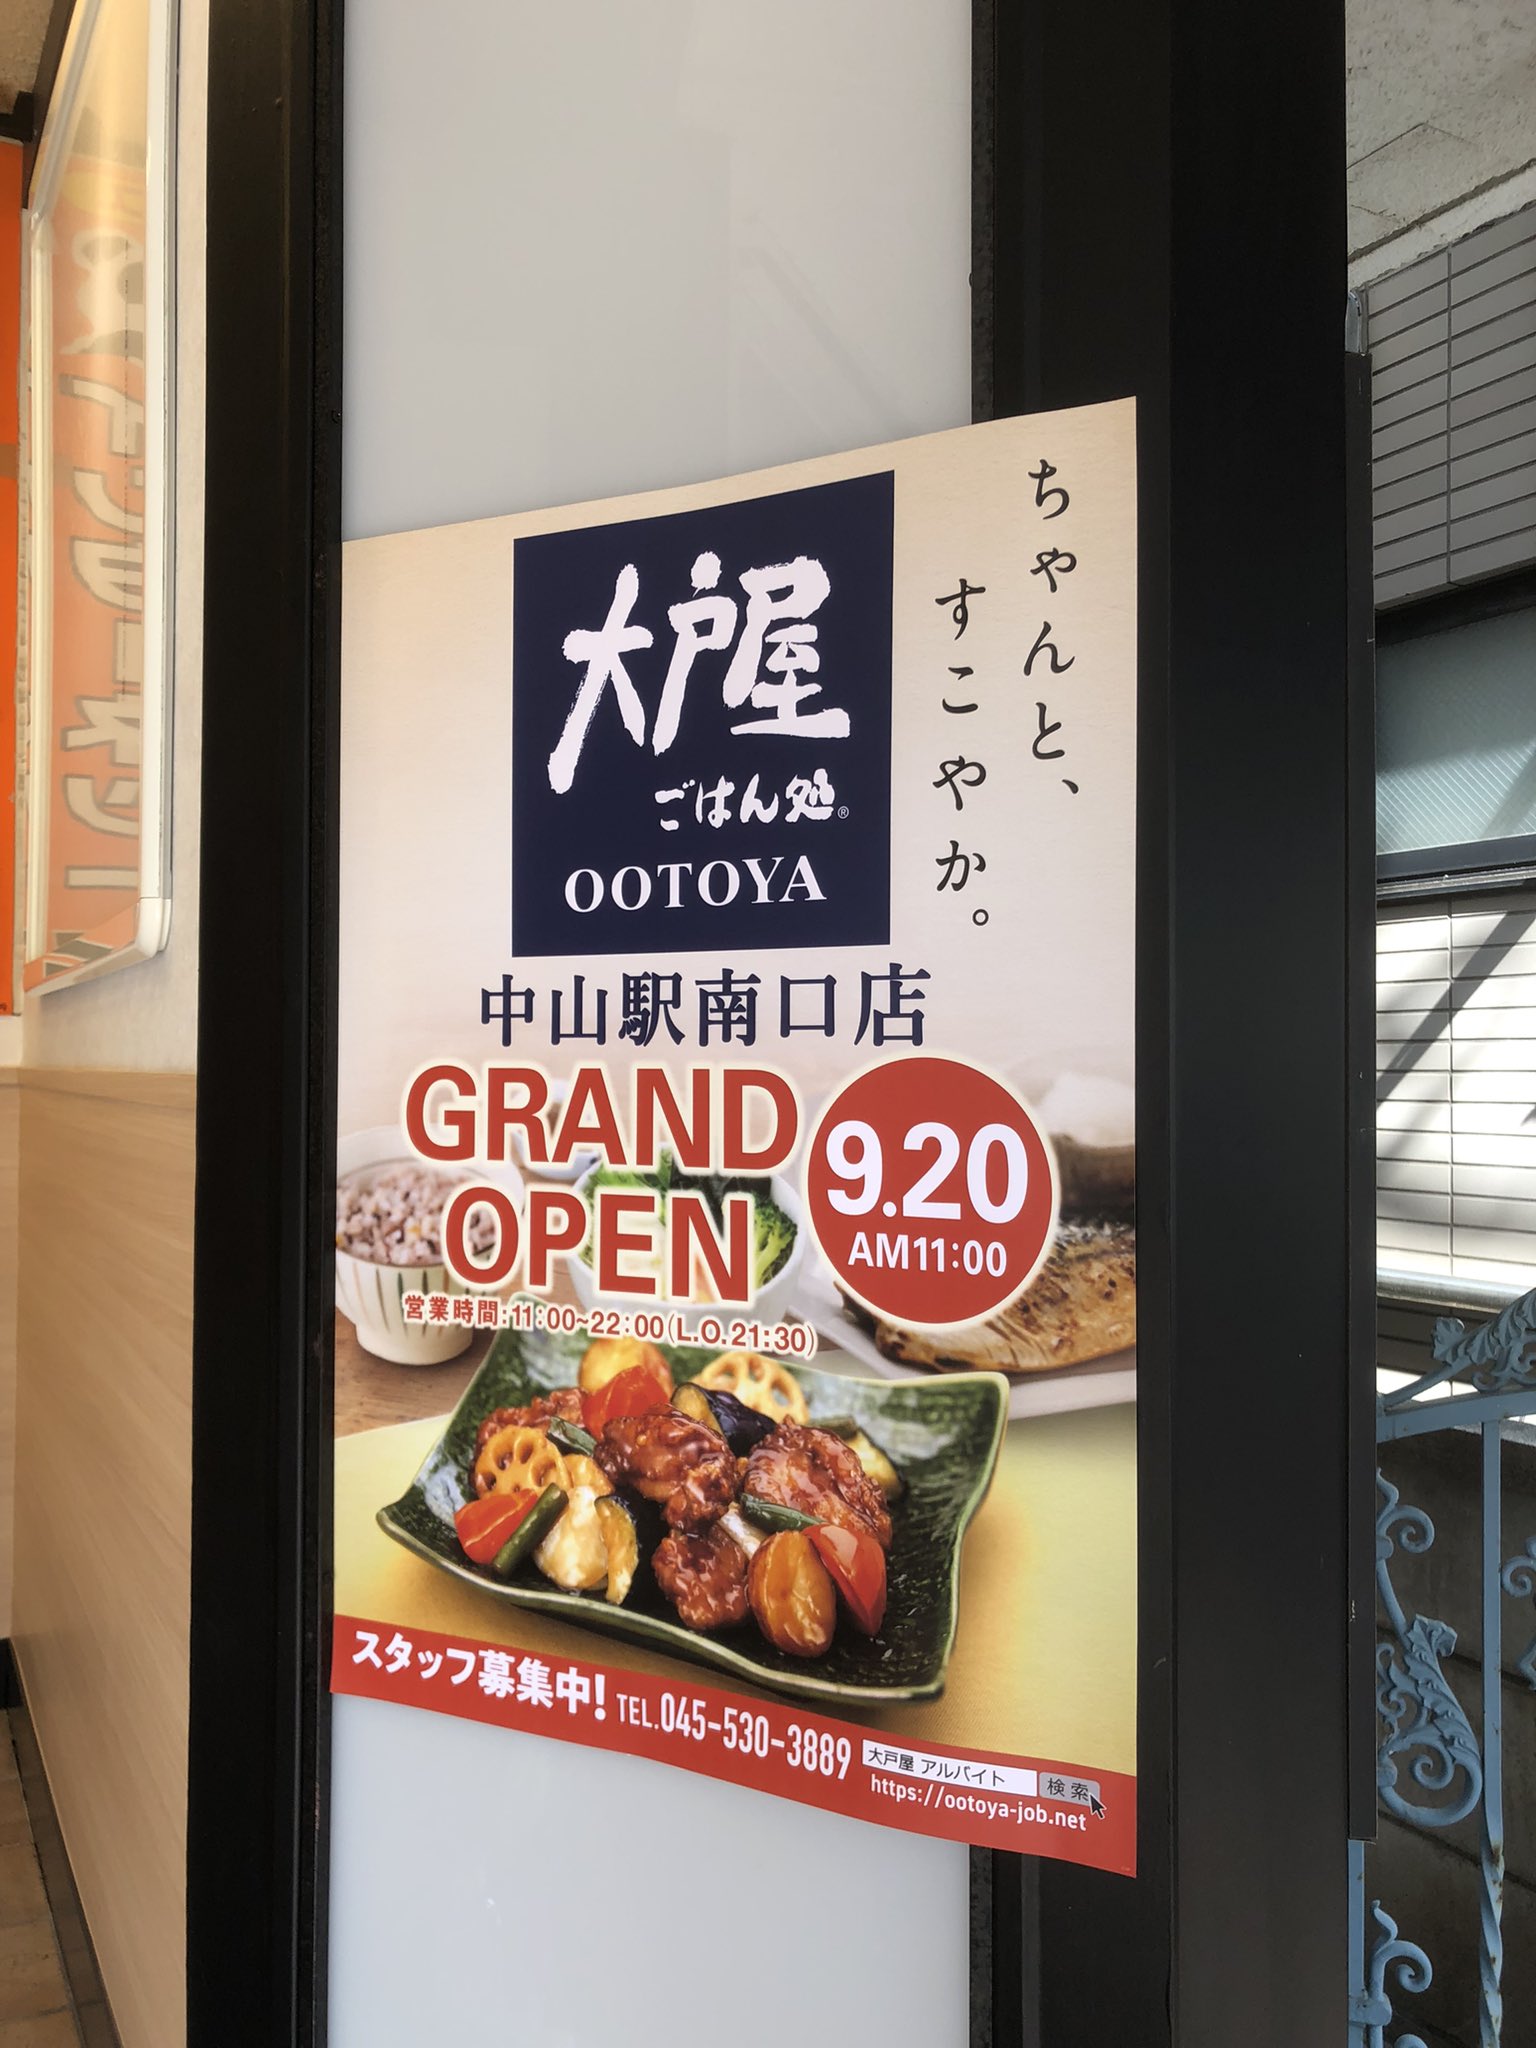 ちゃんと、
すこやか。
大戸屋
ごはん処®
OOTOYA
中山駅南口店
GRAND
OPEN
9.20
AM11:00
営業時間:11:00~22:00(L.O.21:30)
スタッフ募集中! TEL.045-530-3889
大戸屋 アルバイト 検索
https://ootoya-job.net